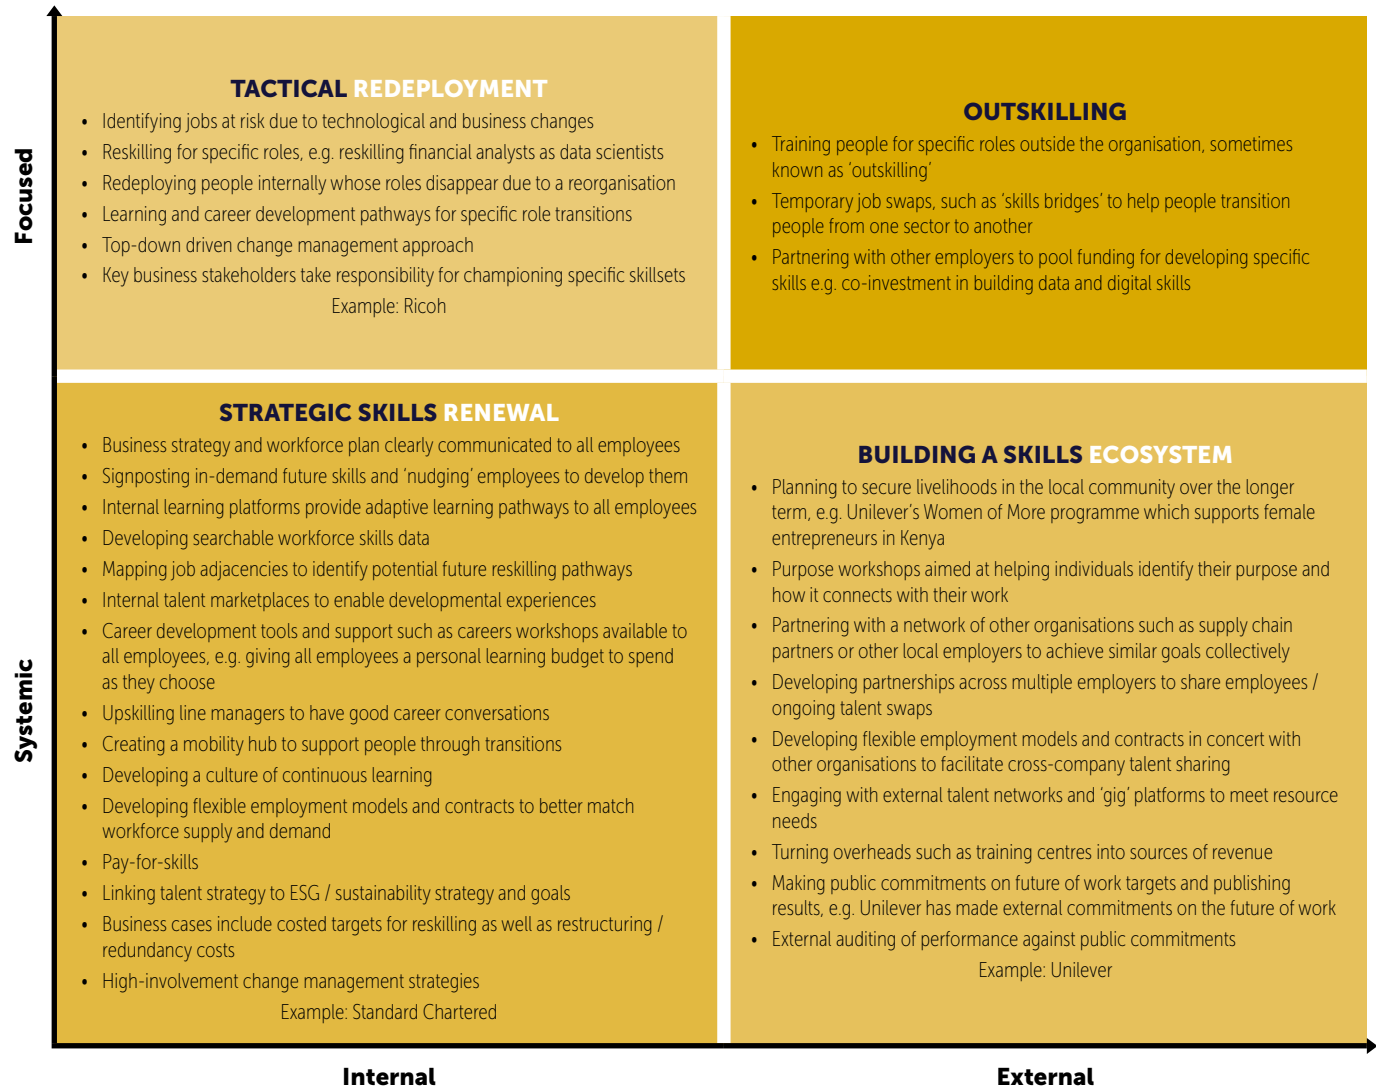 Focused
TACTICAL REDEPLOYMENT
• Identifying jobs at risk due to technological and business changes
• Reskilling for specific roles, e.g. reskilling financial analysts as data scientists
• Redeploying people internally whose roles disappear due to a reorganisation
• Learning and career development pathways for specific role transitions
• Top-down driven change management approach
• Key business stakeholders take responsibility for championing specific skillsets
Example: Ricoh
OUTSKILLING
• Training people for specific roles outside the organisation, sometimes
known as ‘outskilling’
• Temporary job swaps, such as ‘skills bridges’ to help people transition
people from one sector to another
• Partnering with other employers to pool funding for developing specific
skills e.g. co-investment in building data and digital skills
Systemic
STRATEGIC SKILLS RENEWAL
• Business strategy and workforce plan clearly communicated to all employees
• Signposting in-demand future skills and ‘nudging’ employees to develop them
• Internal learning platforms provide adaptive learning pathways to all employees
• Developing searchable workforce skills data
• Mapping job adjacencies to identify potential future reskilling pathways
• Internal talent marketplaces to enable developmental experiences
• Career development tools and support such as careers workshops available to
all employees, e.g. giving all employees a personal learning budget to spend
as they choose
• Upskilling line managers to have good career conversations
• Creating a mobility hub to support people through transitions
• Developing a culture of continuous learning
• Developing flexible employment models and contracts to better match
workforce supply and demand
• Pay-for-skills
• Linking talent strategy to ESG / sustainability strategy and goals
• Business cases include costed targets for reskilling as well as restructuring /
redundancy costs
• High-involvement change management strategies
Example: Standard Chartered
BUILDING A SKILLS ECOSYSTEM
• Planning to secure livelihoods in the local community over the longer
term, e.g. Unilever’s Women of More programme which supports female
entrepreneurs in Kenya
• Purpose workshops aimed at helping individuals identify their purpose and
how it connects with their work
• Partnering with a network of other organisations such as supply chain
partners or other local employers to achieve similar goals collectively
• Developing partnerships across multiple employers to share employees /
ongoing talent swaps
• Developing flexible employment models and contracts in concert with
other organisations to facilitate cross-company talent sharing
• Engaging with external talent networks and ‘gig’ platforms to meet resource
needs
• Turning overheads such as training centres into sources of revenue
• Making public commitments on future of work targets and publishing
results, e.g. Unilever has made external commitments on the future of work
• External auditing of performance against public commitments
Example: Unilever
Internal
External